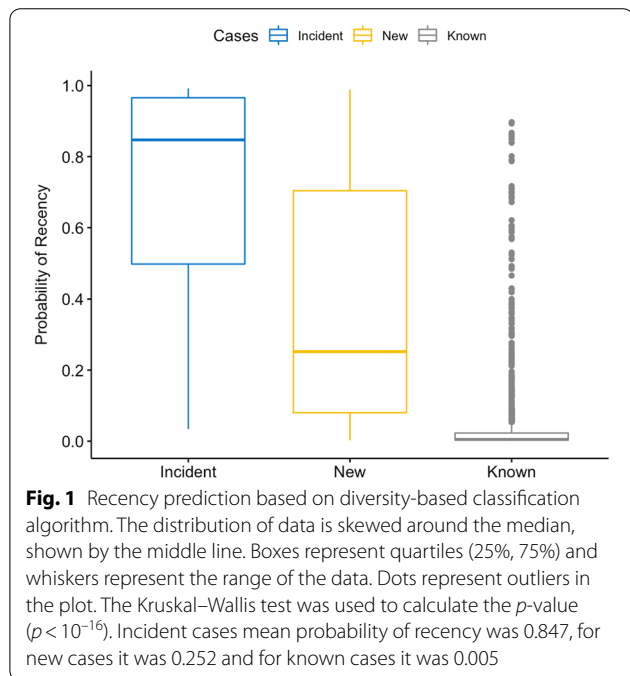 Cases Incident New Known
1.0
0.8
0.6
0.4
0.2
0.0
Probability of Recency
Incident New Known
Fig. 1 Recency prediction based on diversity-based classification
algorithm. The distribution of data is skewed around the median,
shown by the middle line. Boxes represent quartiles (25%, 75%) and
whiskers represent the range of the data. Dots represent outliers in
the plot. The Kruskal–Wallis test was used to calculate the p-value
(p < 10⁻¹⁶). Incident cases mean probability of recency was 0.847, for
new cases it was 0.252 and for known cases it was 0.005